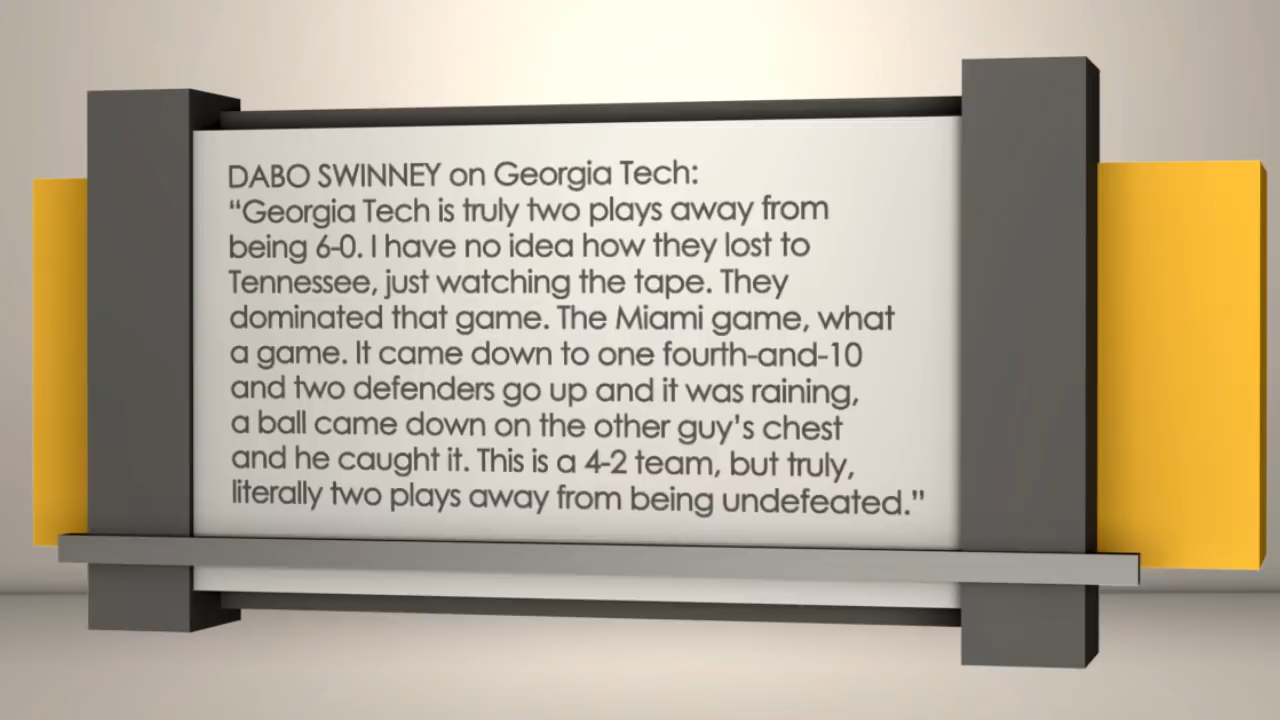 DABO SWINNEY on Georgia Tech:
“Georgia Tech is truly two plays away from
being 6-0. I have no idea how they lost to
Tennessee, just watching the tape. They
dominated that game. The Miami game, what
a game. It came down to one fourth-and-10
and two defenders go up and it was raining,
a ball came down on the other guy’s chest
and he caught it. This is a 4-2 team, but truly,
literally two plays away from being undefeated.”